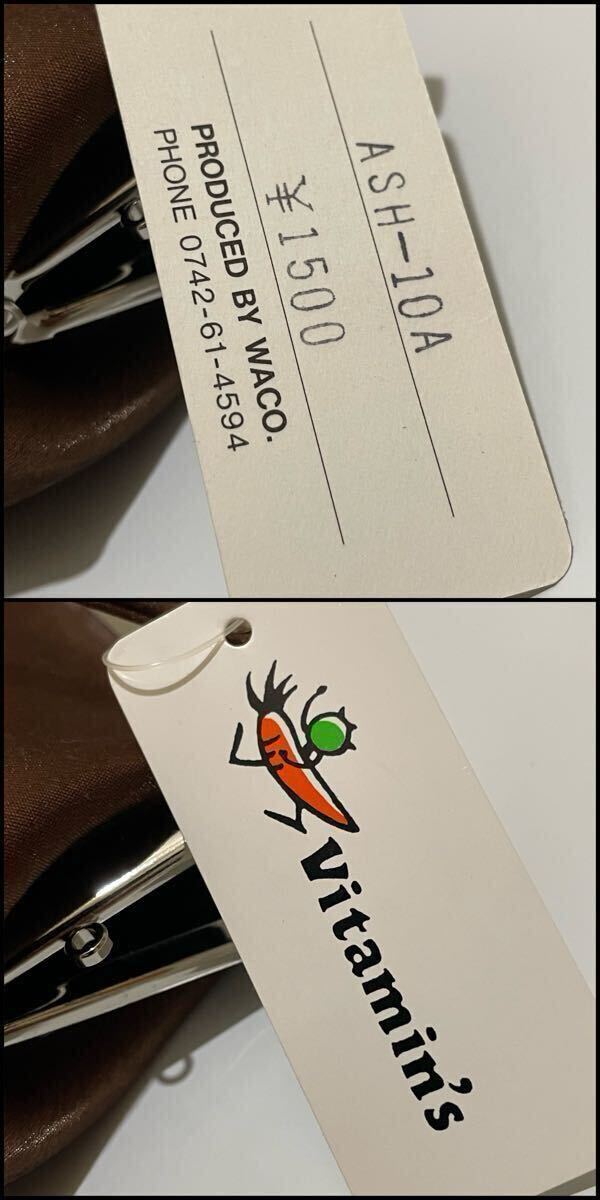 ASH-10A
¥1500
PRODUCED BY WACO.
PHONE 0742-61-4594
Vitamin's